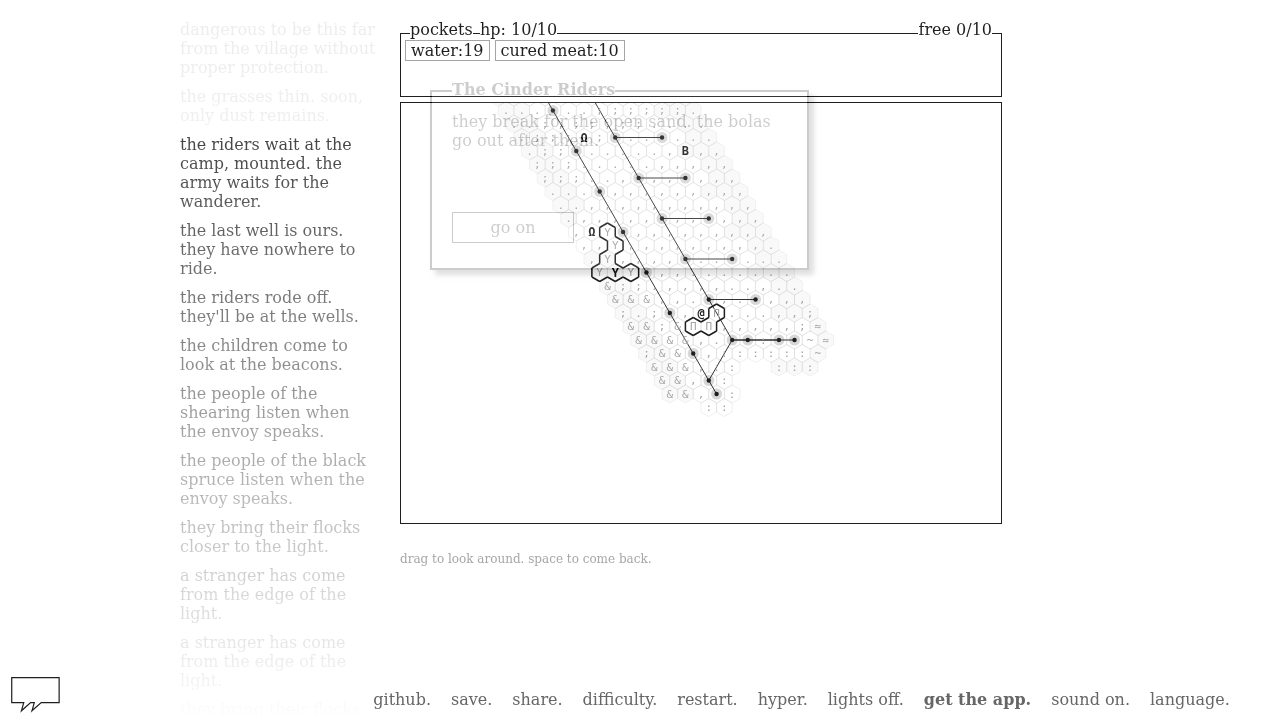 dangerous to be this far
from the village without
proper protection.
the grasses thin. soon,
only dust remains.
the riders wait at the
camp, mounted. the
army waits for the
wanderer.
the last well is ours.
they have nowhere to
ride.
the riders rode off.
they'll be at the wells.
the children come to
look at the beacons.
the people of the
shearing listen when
the envoy speaks.
the people of the black
spruce listen when the
envoy speaks.
they bring their flocks
closer to the light.
a stranger has come
from the edge of the
light.
a stranger has come
from the edge of the
light.
they bring their flocks
pockets hp: 10/10
free 0/10
water:19 cured meat:10
The Cinder Riders
they break for the open sand. the bolas
go out after them.
go on
drag to look around. space to come back.
github. save. share. difficulty. restart. hyper. lights off. get the app. sound on. language.